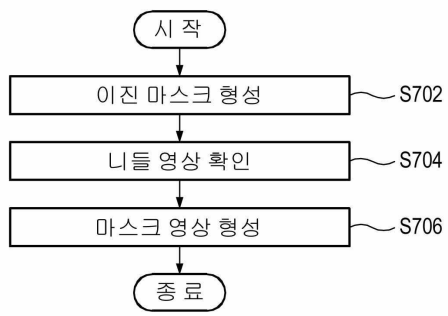 시 작
이진 마스크 형성 S702
니들 영상 확인 S704
마스크 영상 형성 S706
종 료